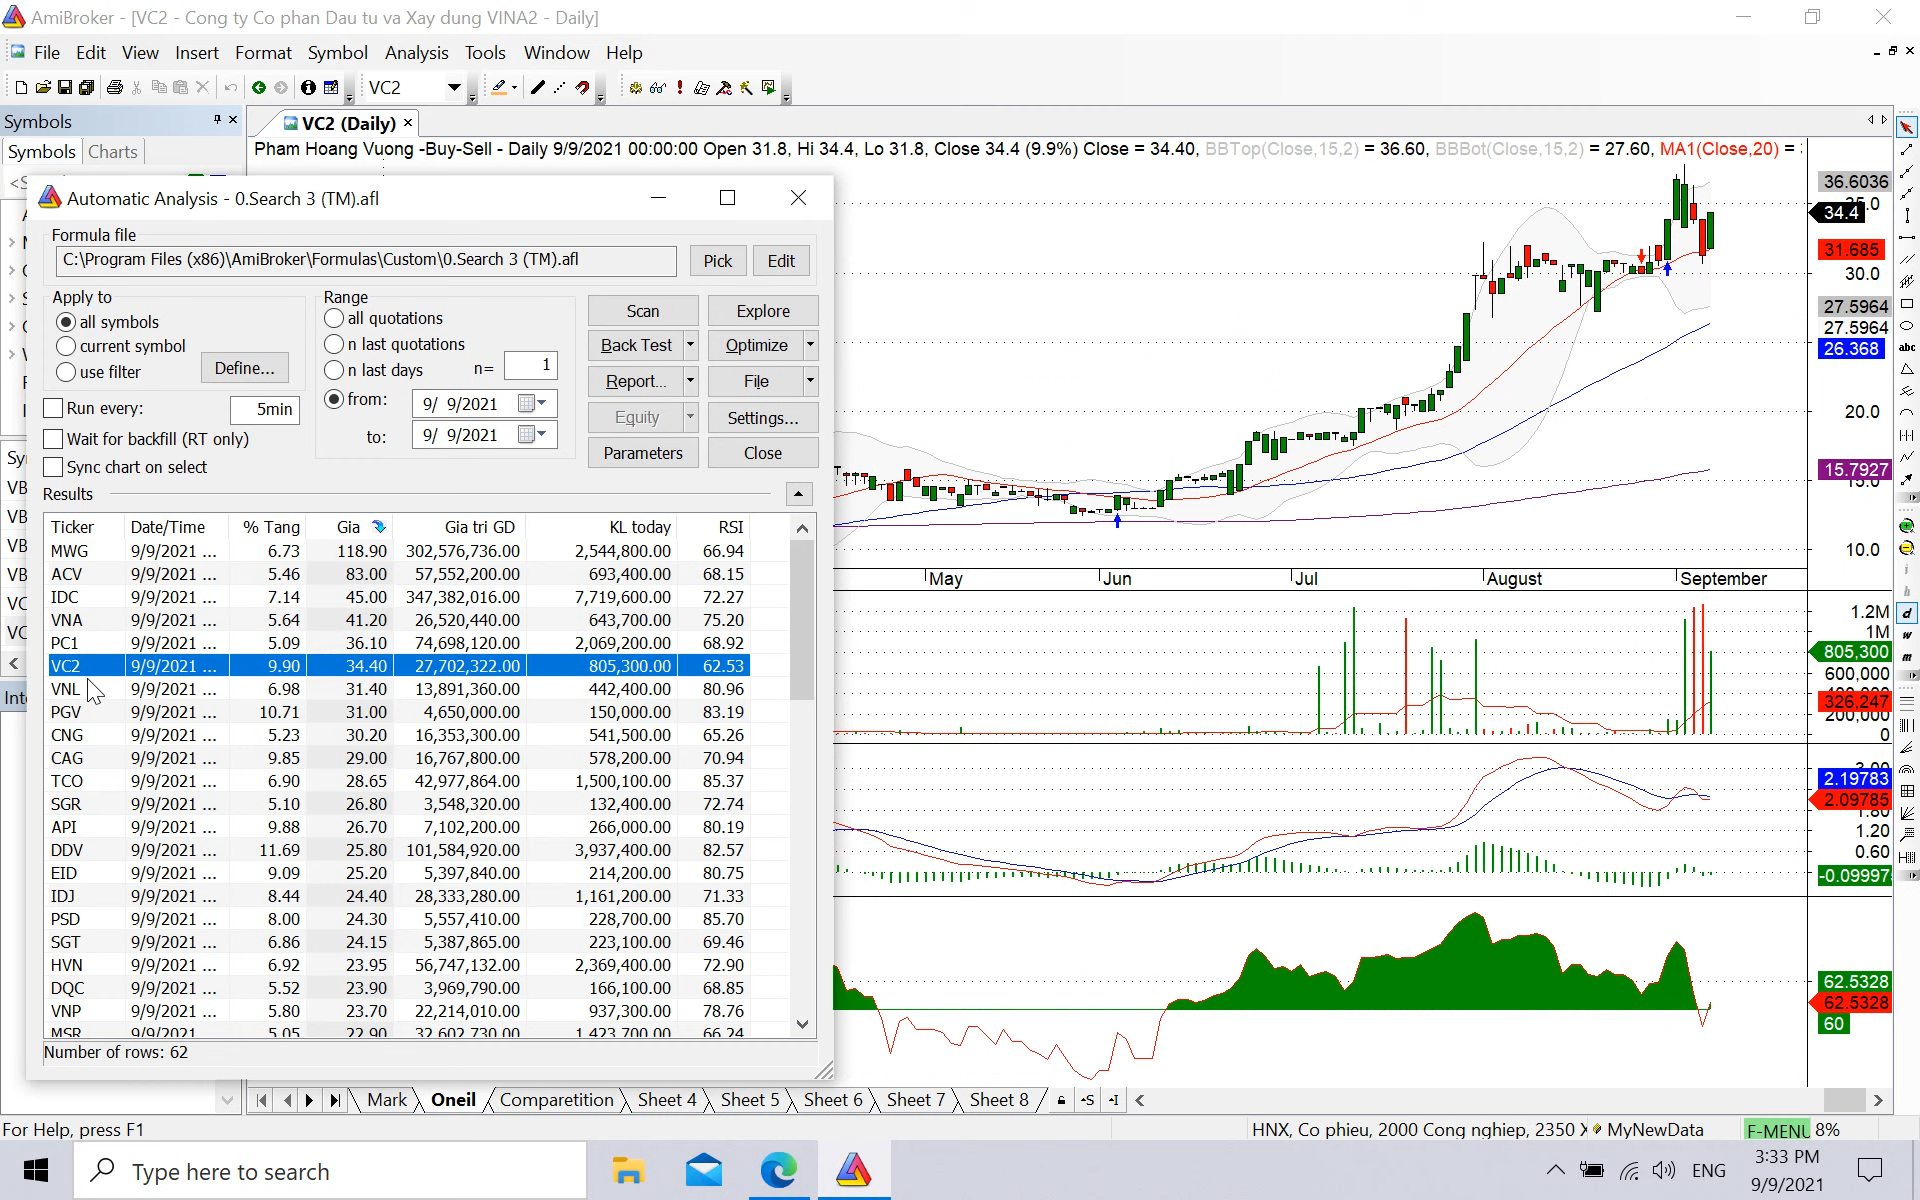 AmiBroker - [VC2 - Cong ty Co phan Dau tu va Xay dung VINA2 - Daily]
File Edit View Insert Format Symbol Analysis Tools Window Help
VC2
Symbols
VC2 (Daily)
Symbols Charts
Pham Hoang Vuong -Buy-Sell - Daily 9/9/2021 00:00:00 Open 31.8, Hi 34.4, Lo 31.8, Close 34.4 (9.9%) Close = 34.40, BBTop(Close,15,2) = 36.60, BBBot(Close,15,2) = 27.60, MA1(Close,20) =
Automatic Analysis - 0.Search 3 (TM).afl
Formula file
C:\Program Files (x86)\AmiBroker\Formulas\Custom\0.Search 3 (TM).afl
Pick Edit
Apply to
all symbols
current symbol
use filter
Define...
Range
all quotations
n last quotations
n last days n= 1
from: 9/ 9/2021
to: 9/ 9/2021
Scan Explore
Back Test Optimize
Report... File
Equity Settings...
Parameters Close
Run every: 5min
Wait for backfill (RT only)
Sync chart on select
Results
Ticker Date/Time % Tang Gia Gia tri GD KL today RSI
MWG 9/9/2021 ... 6.73 118.90 302,576,736.00 2,544,800.00 66.94
ACV 9/9/2021 ... 5.46 83.00 57,552,200.00 693,400.00 68.15
IDC 9/9/2021 ... 7.14 45.00 347,382,016.00 7,719,600.00 72.27
VNA 9/9/2021 ... 5.64 41.20 26,520,440.00 643,700.00 75.20
PC1 9/9/2021 ... 5.09 36.10 74,698,120.00 2,069,200.00 68.92
VC2 9/9/2021 ... 9.90 34.40 27,702,322.00 805,300.00 62.53
VNL 9/9/2021 ... 6.98 31.40 13,891,360.00 442,400.00 80.96
PGV 9/9/2021 ... 10.71 31.00 4,650,000.00 150,000.00 83.19
CNG 9/9/2021 ... 5.23 30.20 16,353,300.00 541,500.00 65.26
CAG 9/9/2021 ... 9.85 29.00 16,767,800.00 578,200.00 70.94
TCO 9/9/2021 ... 6.90 28.65 42,977,864.00 1,500,100.00 85.37
SGR 9/9/2021 ... 5.10 26.80 3,548,320.00 132,400.00 72.74
API 9/9/2021 ... 9.88 26.70 7,102,200.00 266,000.00 80.19
DDV 9/9/2021 ... 11.69 25.80 101,584,920.00 3,937,400.00 82.57
EID 9/9/2021 ... 9.09 25.20 5,397,840.00 214,200.00 80.75
IDJ 9/9/2021 ... 8.44 24.40 28,333,280.00 1,161,200.00 71.33
PSD 9/9/2021 ... 8.00 24.30 5,557,410.00 228,700.00 85.70
SGT 9/9/2021 ... 6.86 24.15 5,387,865.00 223,100.00 69.46
HVN 9/9/2021 ... 6.92 23.95 56,747,132.00 2,369,400.00 72.90
DQC 9/9/2021 ... 5.52 23.90 3,969,790.00 166,100.00 68.85
VNP 9/9/2021 ... 5.80 23.70 22,214,010.00 937,300.00 78.76
MSR 9/9/2021 5.05 22.90 32,602,730.00 1,423,700.00 66.24
Number of rows: 62
36.6036
34.4
31.685
30.0
27.5964
27.5964
26.368
20.0
15.7927
10.0
May Jun Jul August September
1.2M
1M
805,300
600,000
326,247
200,000
0
2.19783
2.09785
1.20
0.60
-0.09997
62.5328
62.5328
60
abc
d
w
m
Mark Oneil Comparetition Sheet 4 Sheet 5 Sheet 6 Sheet 7 Sheet 8
For Help, press F1
HNX, Co phieu, 2000 Cong nghiep, 2350 MyNewData F-MENU 8%
Type here to search
ENG
3:33 PM
9/9/2021